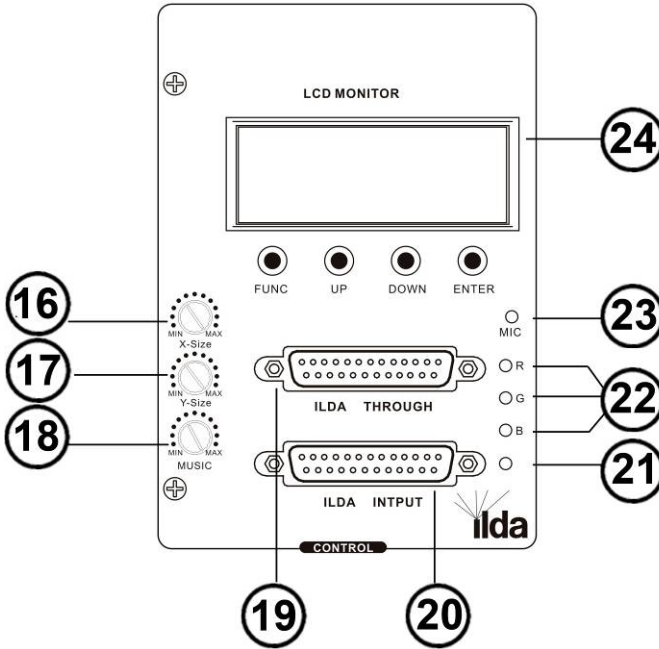 LCD MONITOR
24
FUNC UP DOWN ENTER
16
MIN MAX
X-Size
MIC
23
17
MIN MAX
Y-Size
R
G
B
22
ILDA THROUGH
18
MIN MAX
MUSIC
21
ILDA INTPUT
ilda
CONTROL
19 20